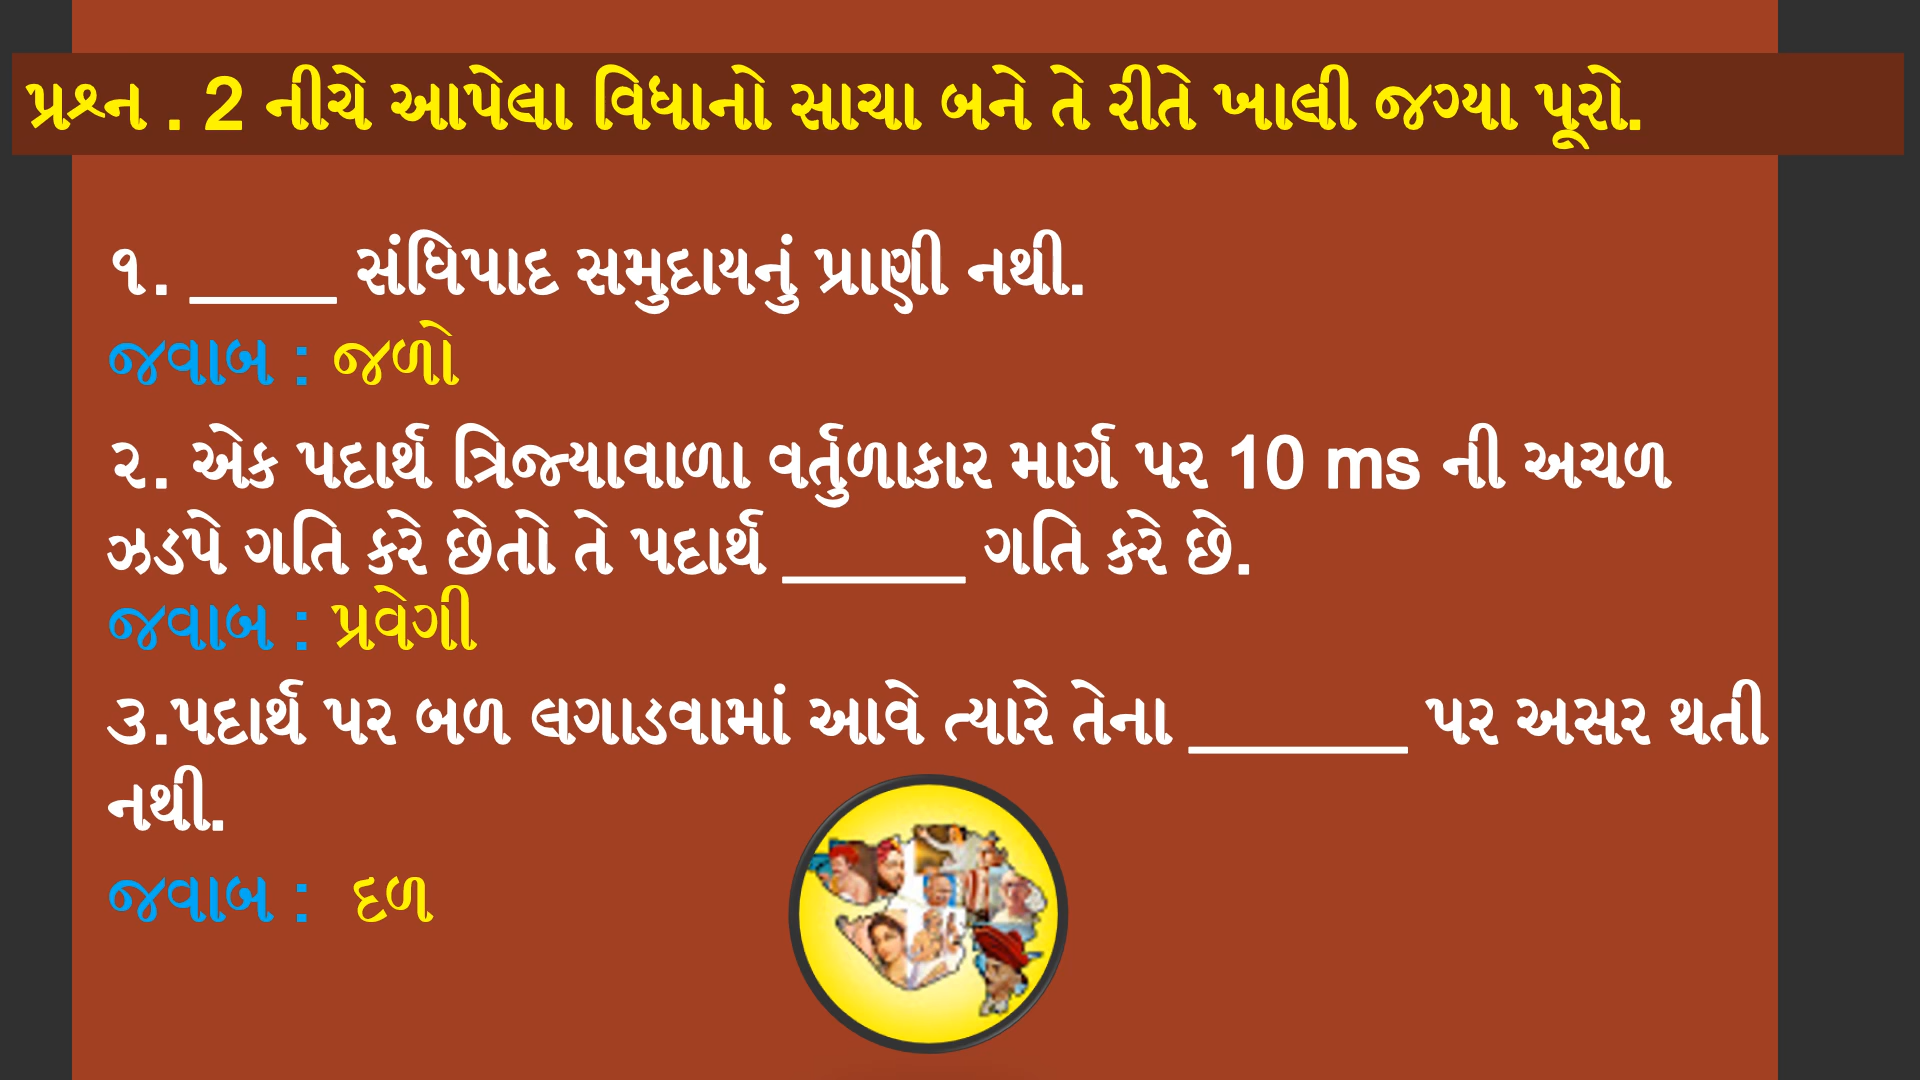 પ્રશ્ન . 2 નીચે આપેલા વિધાનો સાચા બને તે રીતે ખાલી જગ્યા પૂરો.
૧. ____ સંધિપાદ સમુદાયનું પ્રાણી નથી.
જવાબ : જળો
૨. એક પદાર્થ ત્રિજ્યાવાળા વર્તુળાકાર માર્ગ પર 10 ms ની અચળ
ઝડપે ગતિ કરે છેતો તે પદાર્થ _____ ગતિ કરે છે.
જવાબ : પ્રવેગી
૩.પદાર્થ પર બળ લગાડવામાં આવે ત્યારે તેના ______ પર અસર થતી
નથી.
જવાબ : દળ